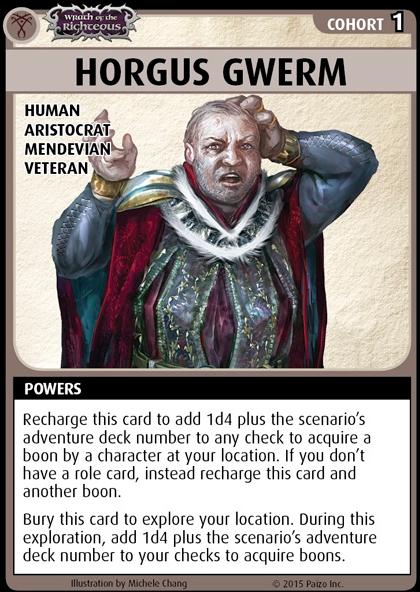 WRATH of the
RIGHTEOUS
COHORT 1
HORGUS GWERM
HUMAN
ARISTOCRAT
MENDEVIAN
VETERAN
POWERS
Recharge this card to add 1d4 plus the scenario's
adventure deck number to any check to acquire a
boon by a character at your location. If you don't
have a role card, instead recharge this card and
another boon.
Bury this card to explore your location. During this
exploration, add 1d4 plus the scenario's adventure
deck number to your checks to acquire boons.
Illustration by Michele Chang © 2015 Paizo Inc.